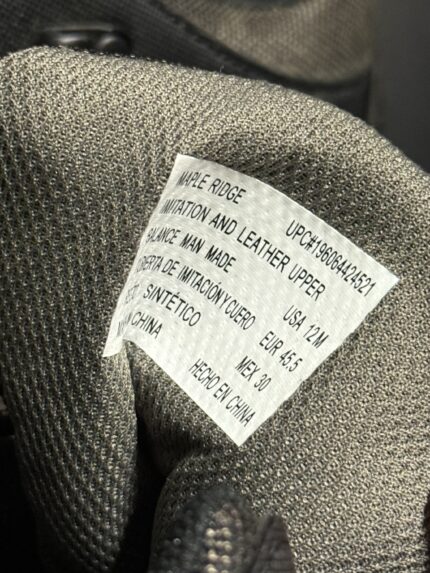 MAPLE RIDGE
UPC#196064424521
IMITATION AND LEATHER UPPER
BALANCE MAN MADE
USA 12M
DE IMITACIÓN Y CUERO
EUR 45.5
SINTÉTICO
MEX 30
CHINA
HECHO EN CHINA